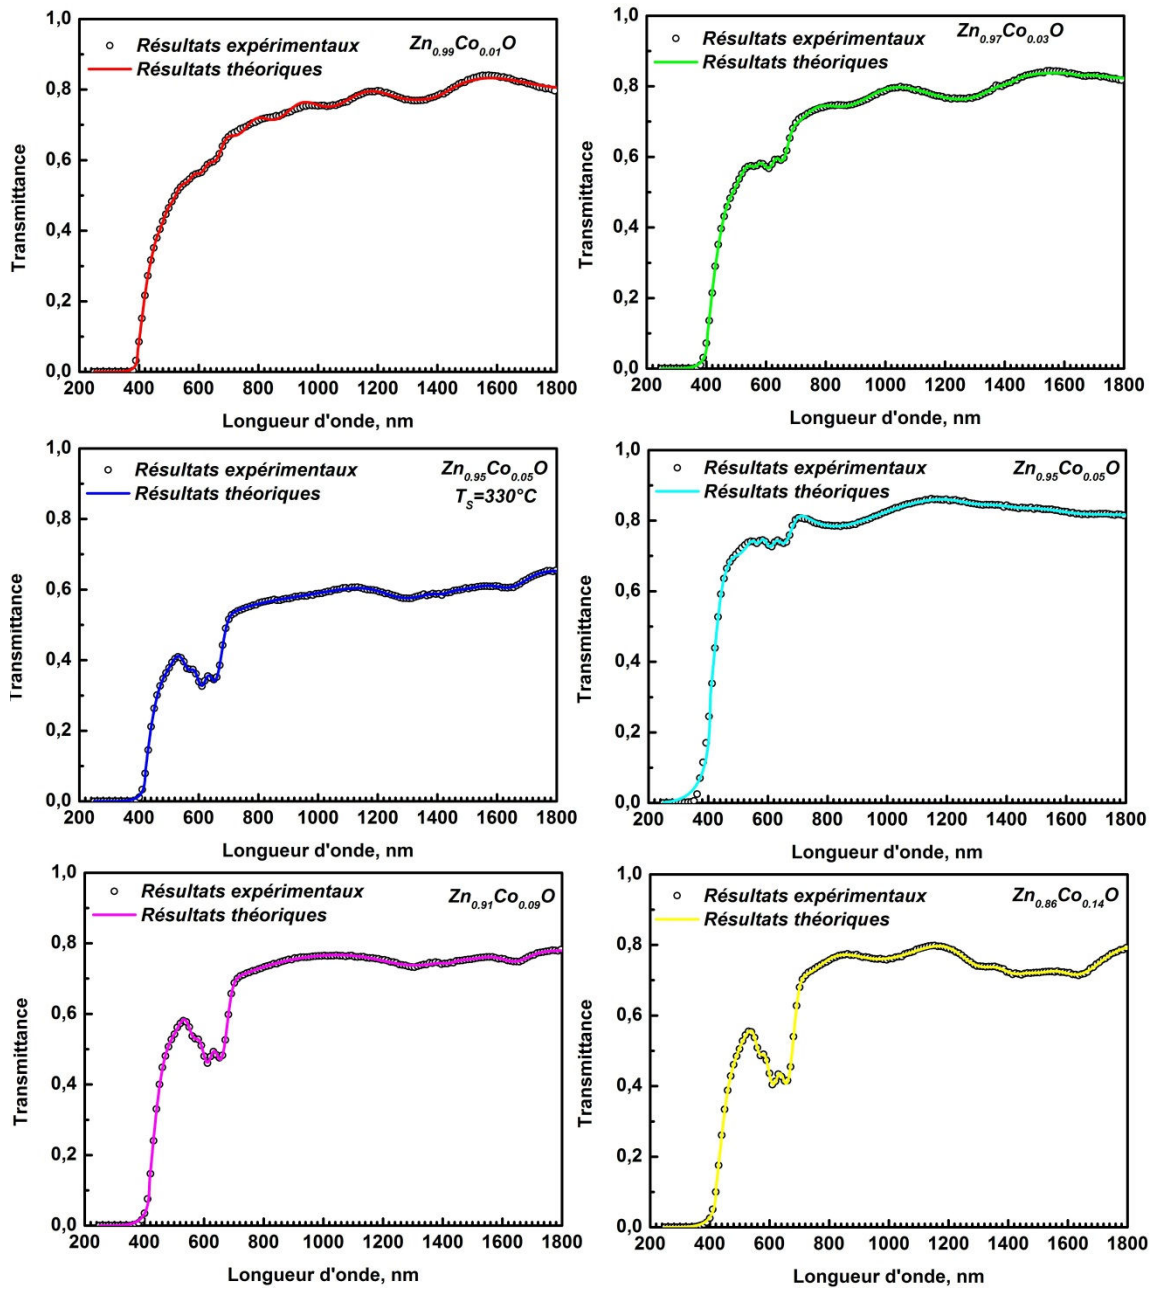 Résultats expérimentaux
Résultats théoriques
Zn0.99Co0.01O
1,0
0,8
0,6
0,4
0,2
0,0
Transmittance
200 400 600 800 1000 1200 1400 1600 1800
Longueur d'onde, nm
Résultats expérimentaux
Résultats théoriques
Zn0.97Co0.03O
1,0
0,8
0,6
0,4
0,2
0,0
Transmittance
200 400 600 800 1000 1200 1400 1600 1800
Longueur d'onde, nm
Résultats expérimentaux
Résultats théoriques
Zn0.95Co0.05O
TS=330°C
1,0
0,8
0,6
0,4
0,2
0,0
Transmittance
200 400 600 800 1000 1200 1400 1600 1800
Longueur d'onde, nm
Résultats expérimentaux
Résultats théoriques
Zn0.95Co0.05O
1,0
0,8
0,6
0,4
0,2
0,0
Transmittance
200 400 600 800 1000 1200 1400 1600 1800
Longueur d'onde, nm
Résultats expérimentaux
Résultats théoriques
Zn0.91Co0.09O
1,0
0,8
0,6
0,4
0,2
0,0
Transmittance
200 400 600 800 1000 1200 1400 1600 1800
Longueur d'onde, nm
Résultats expérimentaux
Résultats théoriques
Zn0.86Co0.14O
1,0
0,8
0,6
0,4
0,2
0,0
Transmittance
200 400 600 800 1000 1200 1400 1600 1800
Longueur d'onde, nm